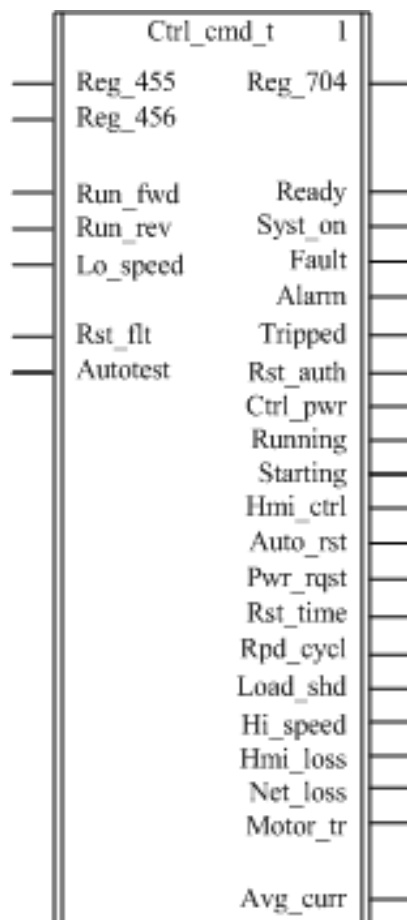 Ctrl_cmd_t 1
Reg_455 Reg_704
Reg_456
Run_fwd Ready
Run_rev Syst_on
Lo_speed Fault
Alarm
Rst_flt Tripped
Autotest Rst_auth
Ctrl_pwr
Running
Starting
Hmi_ctrl
Auto_rst
Pwr_rqst
Rst_time
Rpd_cycl
Load_shd
Hi_speed
Hmi_loss
Net_loss
Motor_tr
Avg_curr